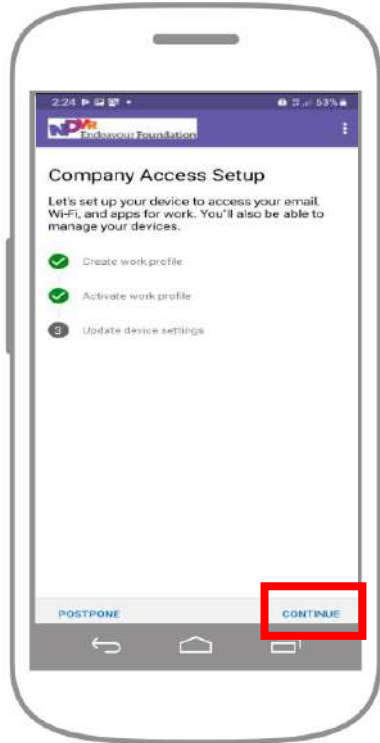 2:24
63%
Endeavour Foundation
Company Access Setup
Let's set up your device to access your email,
Wi-Fi, and apps for work. You'll also be able to
manage your devices.
Create work profile
Activate work profile
3 Update device settings
POSTPONE CONTINUE